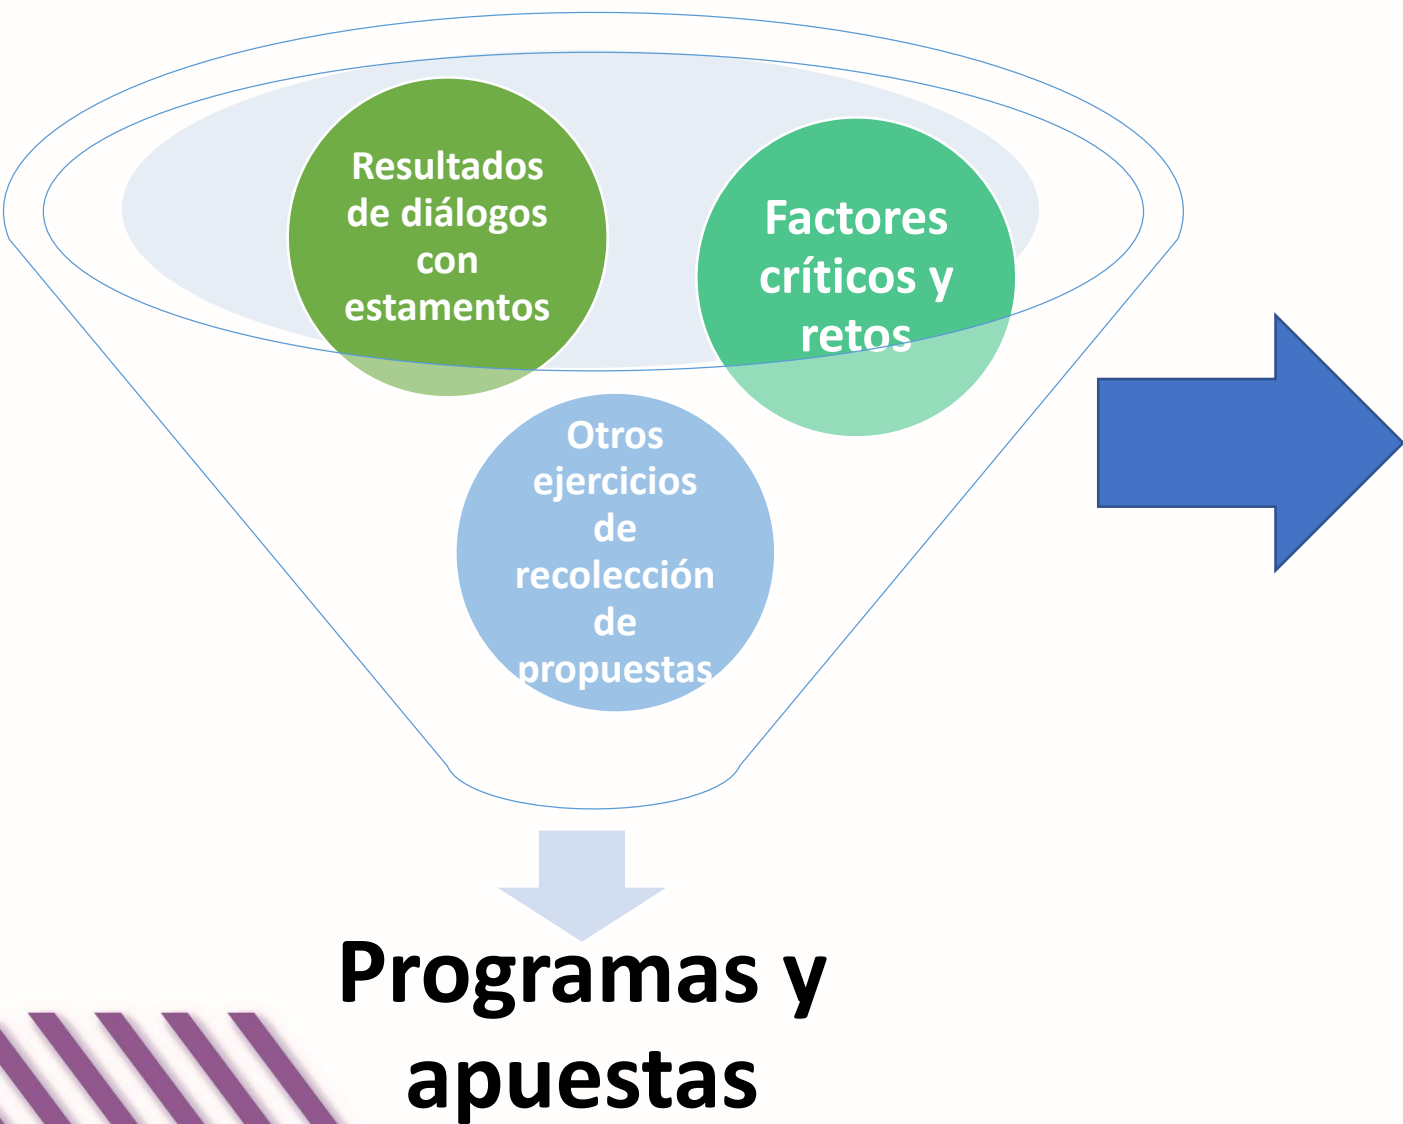 Resultados
de diálogos
con
estamentos
Factores
críticos y
retos
Otros
ejercicios
de
recolección
de
propuestas
Programas y
apuestas